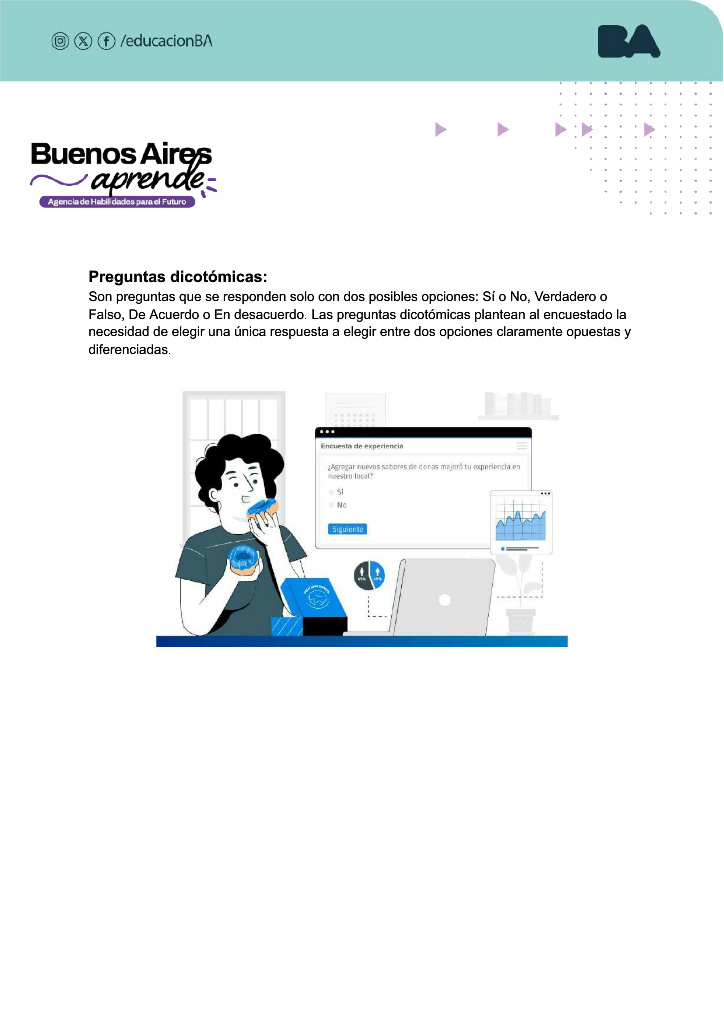 /educacionBA
BA
Buenos Aires
aprende
Agencia de Habilidades para el Futuro
Preguntas dicotómicas:
Son preguntas que se responden solo con dos posibles opciones: Sí o No, Verdadero o
Falso, De Acuerdo o En desacuerdo. Las preguntas dicotómicas plantean al encuestado la
necesidad de elegir una única respuesta a elegir entre dos opciones claramente opuestas y
diferenciadas.
Encuesta de experiencia
¿Agregar nuevos sabores de donas mejoró tu experiencia en
nuestro local?
Sí
No
Siguiente